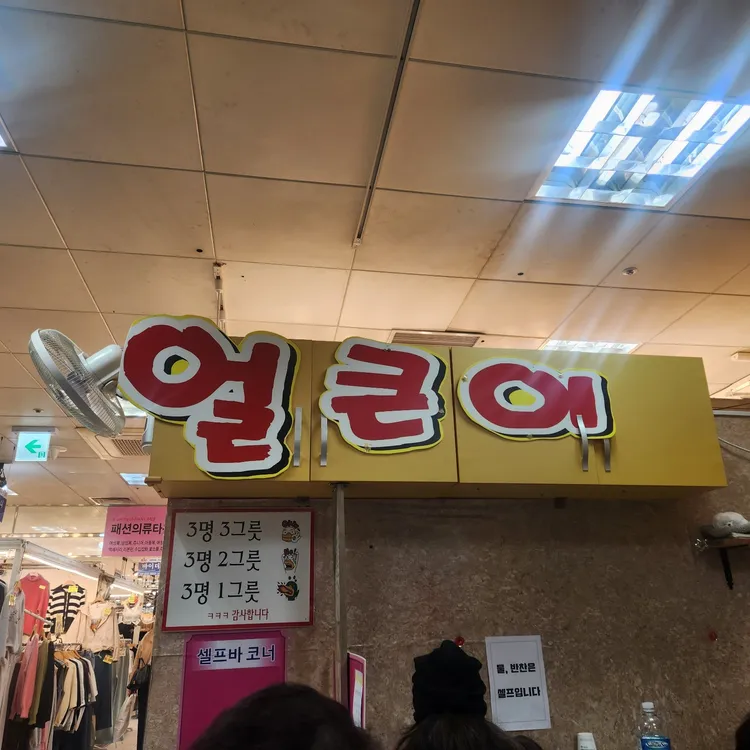 얼큰이
3명 3그릇
3명 2그릇
3명 1그릇
ㅋㅋㅋ 감사합니다
셀프바 코너
물, 반찬은
셀프입니다
패션의류타